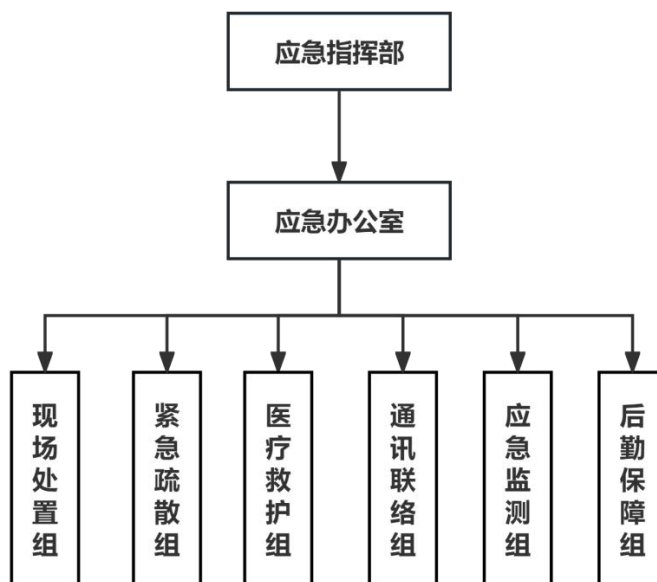 应急指挥部
应急办公室
现场处置组
紧急疏散组
医疗救护组
通讯联络组
应急监测组
后勤保障组